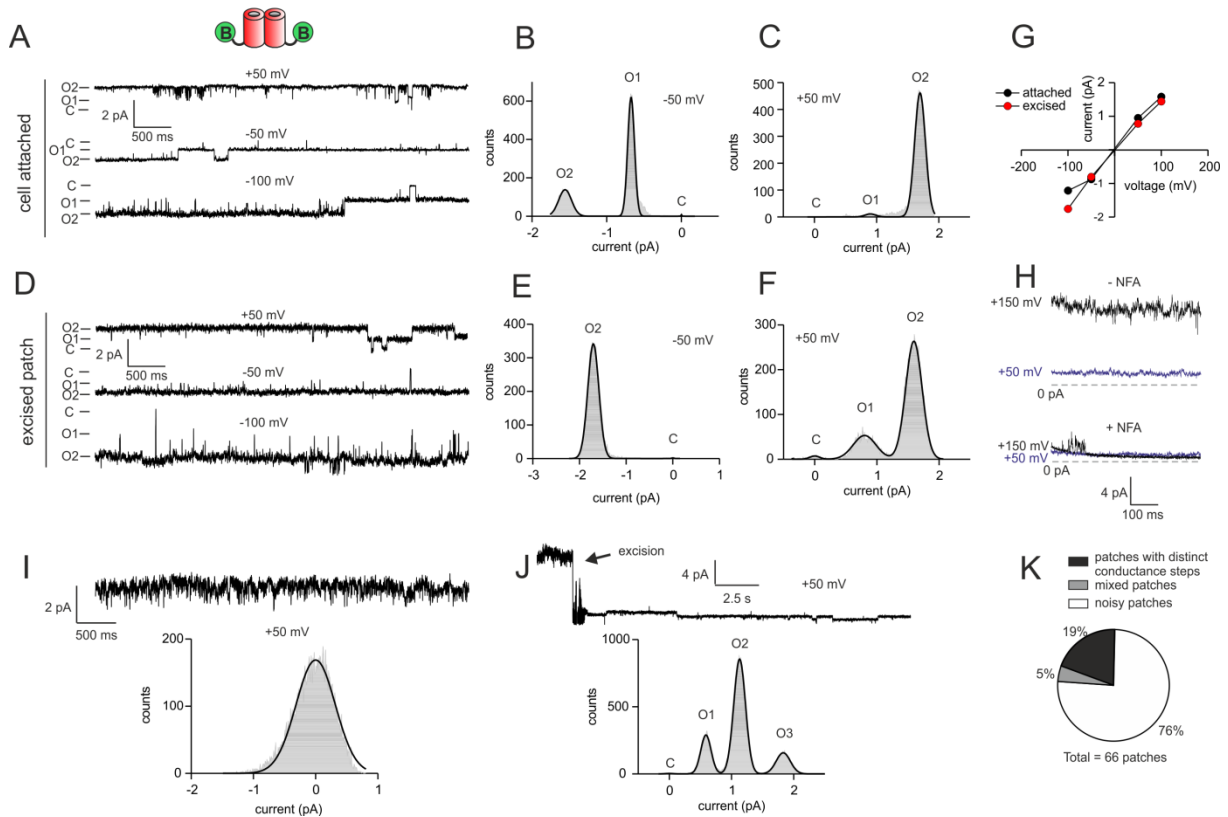 A
B B
cell attached
+50 mV
O2
O1
C
2 pA
500 ms
-50 mV
C
O1
O2
-100 mV
C
O1
O2
B
O1
-50 mV
O2
C
counts
600
400
200
0
-2 -1 0
current (pA)
C
+50 mV
O2
O1
C
counts
500
400
300
200
100
0
0 1 2
current (pA)
G
attached
excised
current (pA)
2
1
-1
-2
-200 -100 100 200
voltage (mV)
D
excised patch
+50 mV
O2
O1
C
2 pA
500 ms
-50 mV
C
O1
O2
-100 mV
C
O1
O2
E
O2
-50 mV
C
counts
400
300
200
100
0
-3 -2 -1 0 1
current (pA)
F
+50 mV
O2
O1
C
counts
300
200
100
0
0 1 2
current (pA)
H
- NFA
+150 mV
+50 mV
0 pA
+ NFA
+150 mV
+50 mV
0 pA
4 pA
100 ms
I
2 pA
500 ms
+50 mV
counts
200
100
0
-2 -1 0 1
current (pA)
J
excision
4 pA
2.5 s
+50 mV
O2
O1
O3
C
counts
1000
500
0
0 1 2
current (pA)
K
patches with distinct
conductance steps
mixed patches
noisy patches
19%
5%
76%
Total = 66 patches